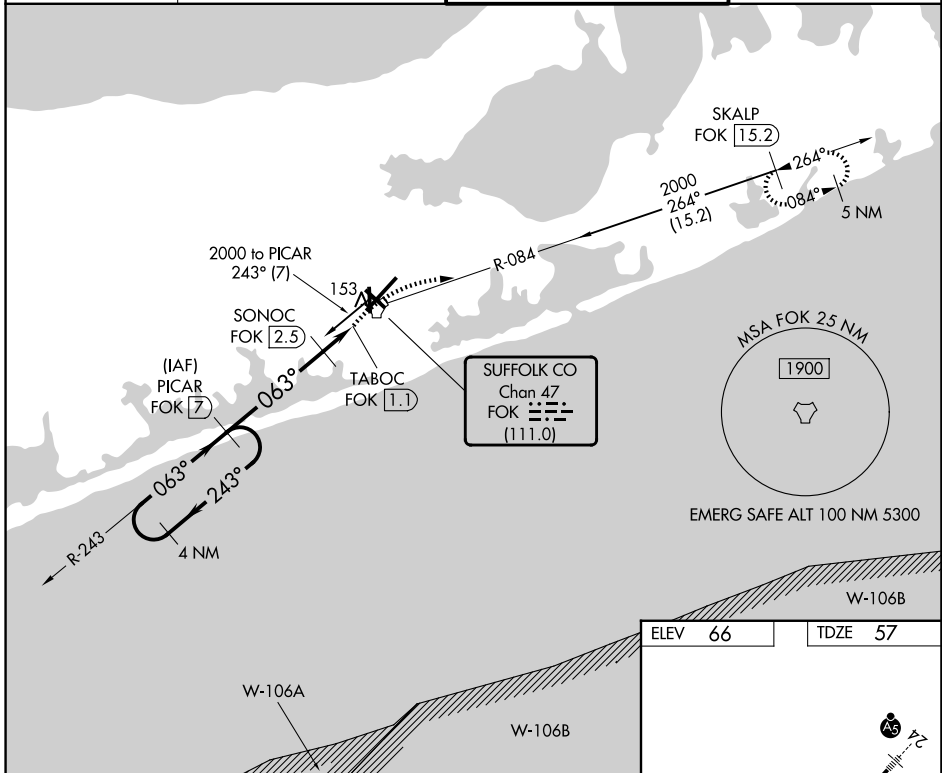 SKALP
FOK 15.2
264°
084°
5 NM
2000
264°
(15.2)
R-084
2000 to PICAR
243° (7)
153
SONOC
FOK 2.5
(IAF)
PICAR
FOK 7
063°
TABOC
FOK 1.1
SUFFOLK CO
Chan 47
FOK
(111.0)
MSA FOK 25 NM
1900
EMERG SAFE ALT 100 NM 5300
063°
243°
R-243
4 NM
W-106B
ELEV 66
TDZE 57
W-106A
W-106B
A5
24